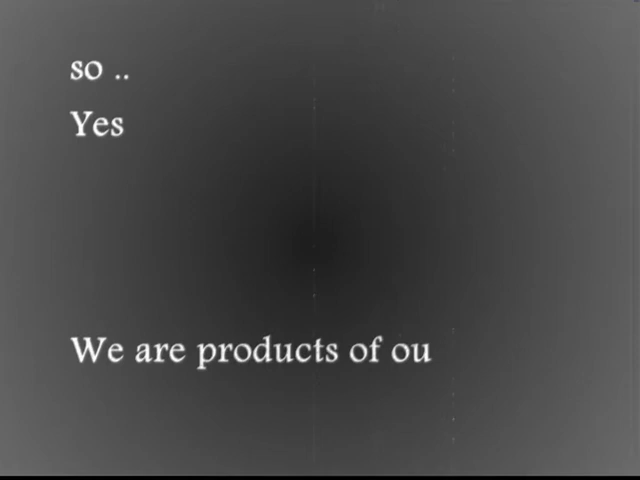 so ..
Yes
We are products of ou